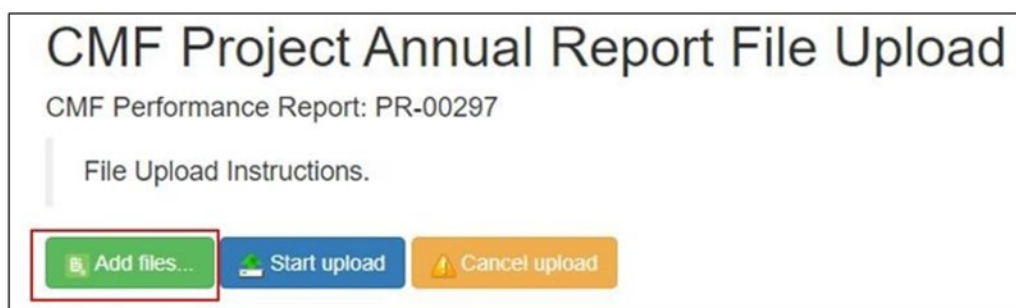 CMF Project Annual Report File Upload
CMF Performance Report: PR-00297
File Upload Instructions.
Add files... Start upload Cancel upload